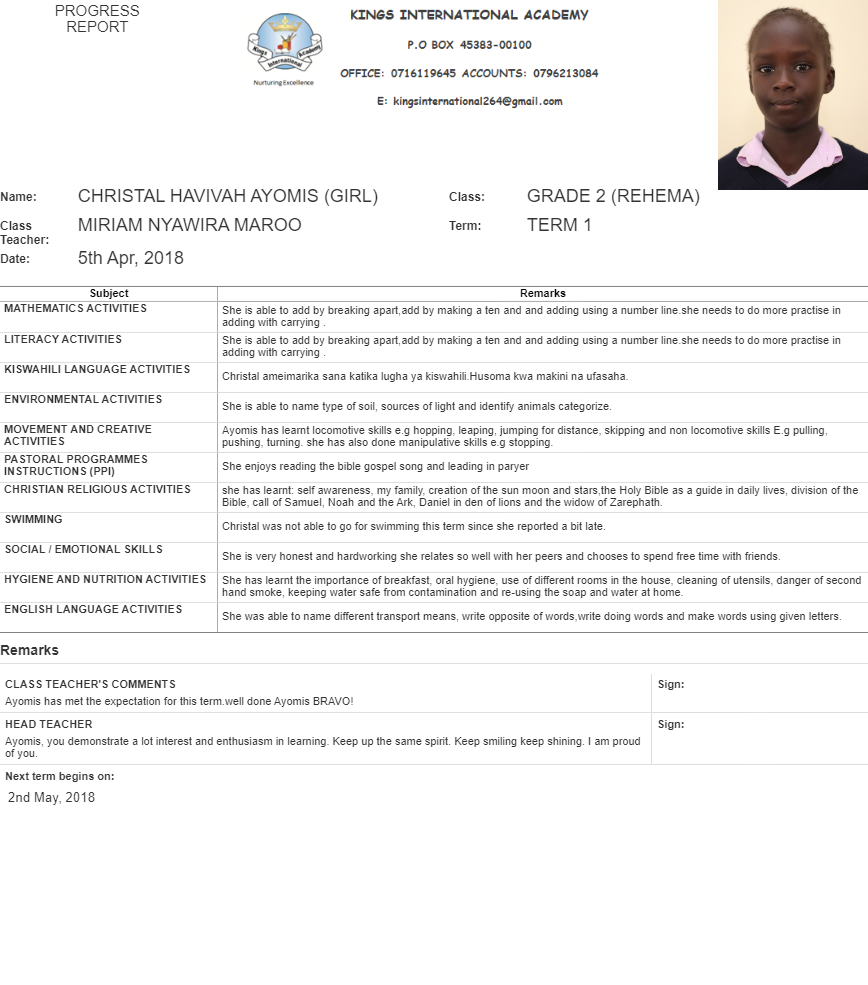 PROGRESS
REPORT
Kings Academy
International
Nurturing Excellence
KINGS INTERNATIONAL ACADEMY
P.O BOX 45383-00100
OFFICE: 0716119645 ACCOUNTS: 0796213084
E: kingsinternational264@gmail.com
Name: CHRISTAL HAVIVAH AYOMIS (GIRL) Class: GRADE 2 (REHEMA)
Class Teacher: MIRIAM NYAWIRA MAROO Term: TERM 1
Date: 5th Apr, 2018
Subject Remarks
MATHEMATICS ACTIVITIES She is able to add by breaking apart,add by making a ten and and adding using a number line.she needs to do more practise in
adding with carrying .
LITERACY ACTIVITIES She is able to add by breaking apart,add by making a ten and and adding using a number line.she needs to do more practise in
adding with carrying .
KISWAHILI LANGUAGE ACTIVITIES Christal ameimarika sana katika lugha ya kiswahili.Husoma kwa makini na ufasaha.
ENVIRONMENTAL ACTIVITIES She is able to name type of soil, sources of light and identify animals categorize.
MOVEMENT AND CREATIVE
ACTIVITIES
Ayomis has learnt locomotive skills e.g hopping, leaping, jumping for distance, skipping and non locomotive skills E.g pulling,
pushing, turning. she has also done manipulative skills e.g stopping.
PASTORAL PROGRAMMES
INSTRUCTIONS (PPI)
She enjoys reading the bible gospel song and leading in paryer
CHRISTIAN RELIGIOUS ACTIVITIES she has learnt: self awareness, my family, creation of the sun moon and stars,the Holy Bible as a guide in daily lives, division of the
Bible, call of Samuel, Noah and the Ark, Daniel in den of lions and the widow of Zarephath.
SWIMMING Christal was not able to go for swimming this term since she reported a bit late.
SOCIAL / EMOTIONAL SKILLS She is very honest and hardworking she relates so well with her peers and chooses to spend free time with friends.
HYGIENE AND NUTRITION ACTIVITIES She has learnt the importance of breakfast, oral hygiene, use of different rooms in the house, cleaning of utensils, danger of second
hand smoke, keeping water safe from contamination and re-using the soap and water at home.
ENGLISH LANGUAGE ACTIVITIES She was able to name different transport means, write opposite of words,write doing words and make words using given letters.
Remarks
CLASS TEACHER'S COMMENTS Sign:
Ayomis has met the expectation for this term.well done Ayomis BRAVO!
HEAD TEACHER Sign:
Ayomis, you demonstrate a lot interest and enthusiasm in learning. Keep up the same spirit. Keep smiling keep shining. I am proud
of you.
Next term begins on:
2nd May, 2018